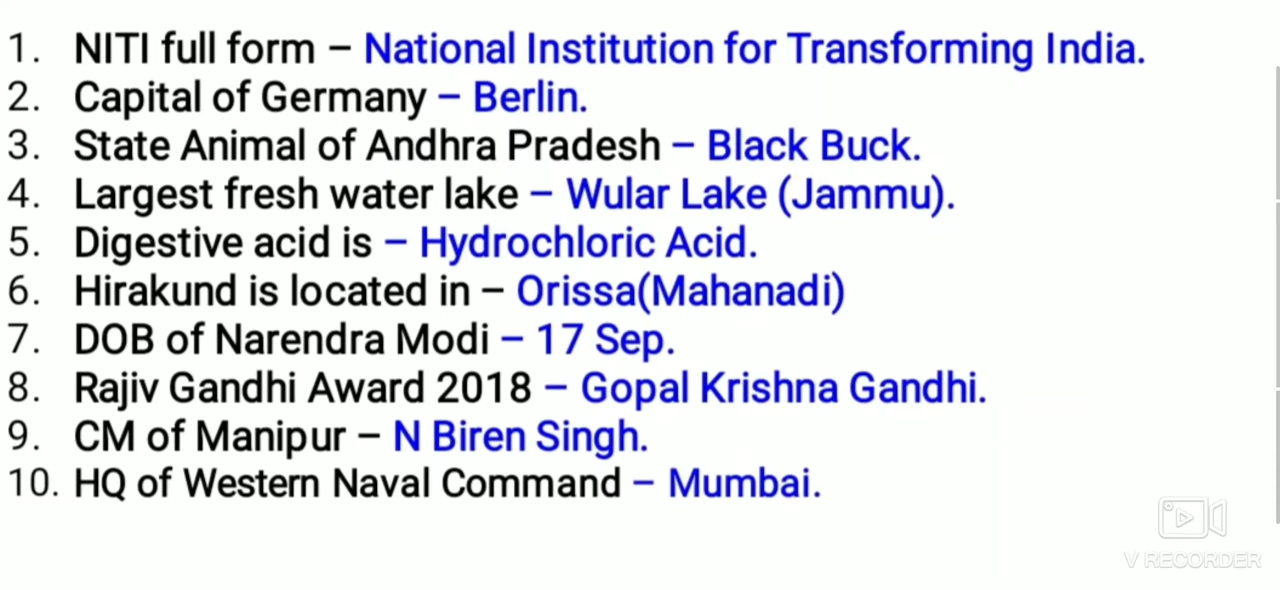 1. NITI full form – National Institution for Transforming India.
2. Capital of Germany – Berlin.
3. State Animal of Andhra Pradesh – Black Buck.
4. Largest fresh water lake – Wular Lake (Jammu).
5. Digestive acid is – Hydrochloric Acid.
6. Hirakund is located in – Orissa(Mahanadi)
7. DOB of Narendra Modi – 17 Sep.
8. Rajiv Gandhi Award 2018 – Gopal Krishna Gandhi.
9. CM of Manipur – N Biren Singh.
10. HQ of Western Naval Command – Mumbai.
V RECORDER